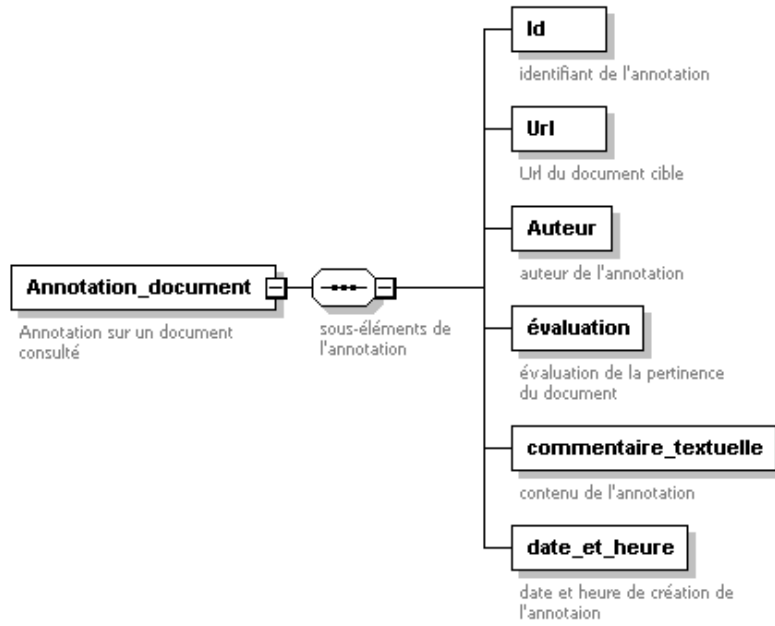 Id
identifiant de l'annotation
Url
Url du document cible
Auteur
auteur de l'annotation
Annotation_document
Annotation sur un document
consulté
sous-éléments de
l'annotation
évaluation
évaluation de la pertinence
du document
commentaire_textuelle
contenu de l'annotation
date_et_heure
date et heure de création de
l'annotaion